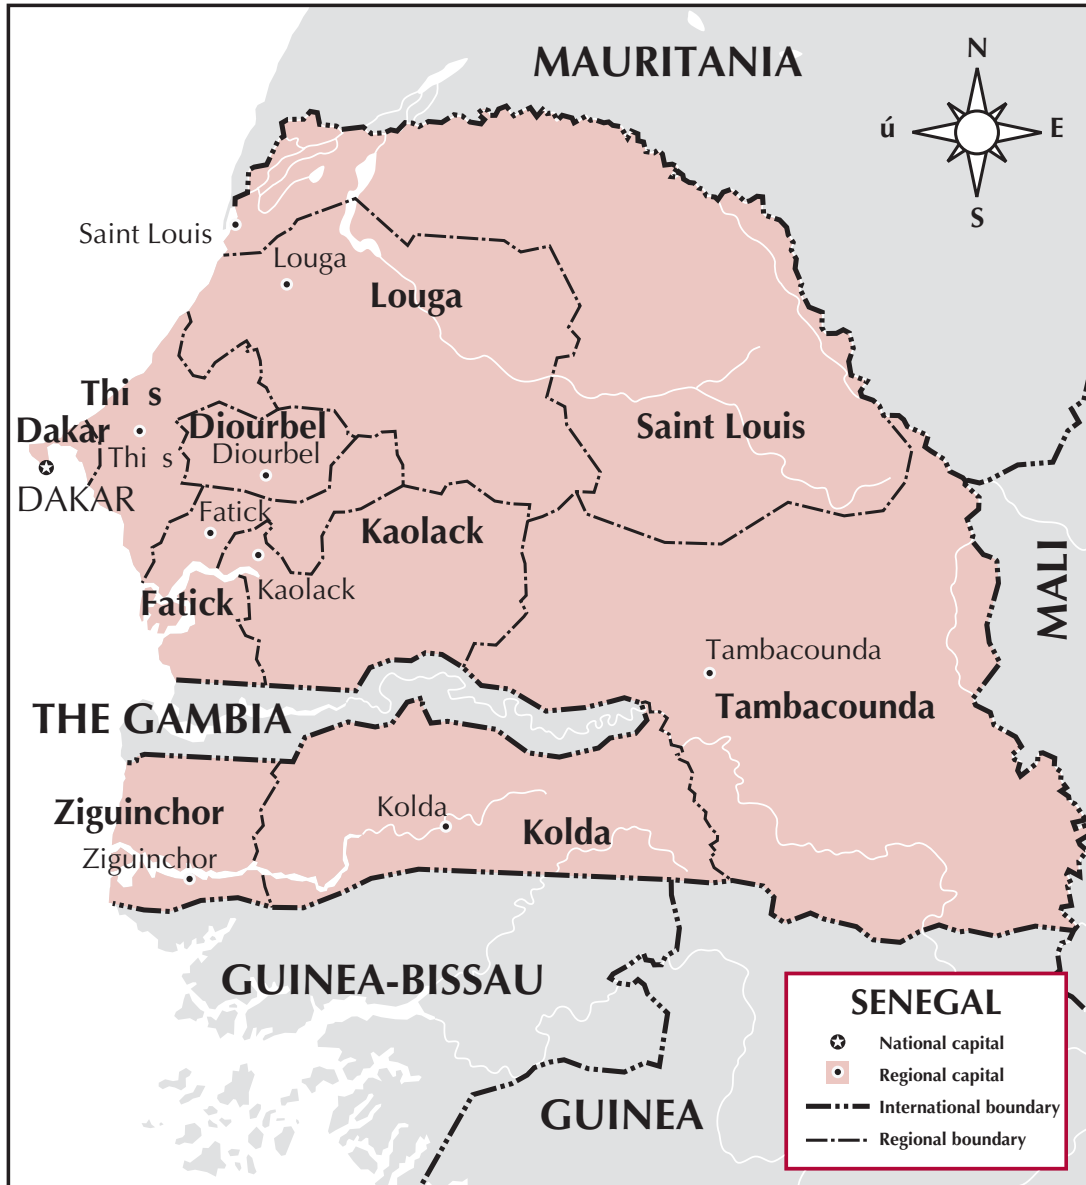 MAURITANIA
N
ú
E
S
Saint Louis
Louga
Louga
Thi s
Dakar
Diourbel
Saint Louis
Thi s
Diourbel
DAKAR
Fatick
Kaolack
MALI
Kaolack
Fatick
Tambacounda
Tambacounda
THE GAMBIA
Ziguinchor
Kolda
Kolda
Ziguinchor
GUINEA-BISSAU
GUINEA
SENEGAL
National capital
Regional capital
International boundary
Regional boundary